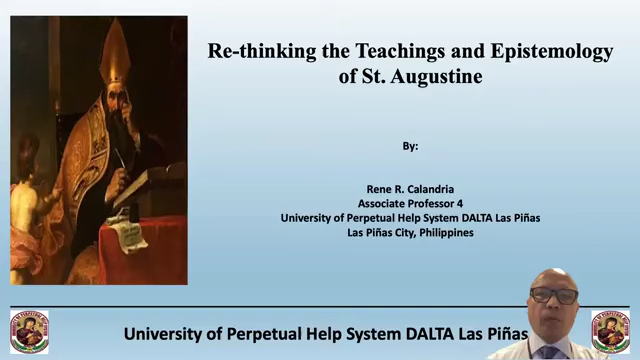 Re-thinking the Teachings and Epistemology
of St. Augustine
By:
Rene R. Calandria
Associate Professor 4
University of Perpetual Help System DALTA Las Piñas
Las Piñas City, Philippines
University of Perpetual Help System DALTA Las Piñas